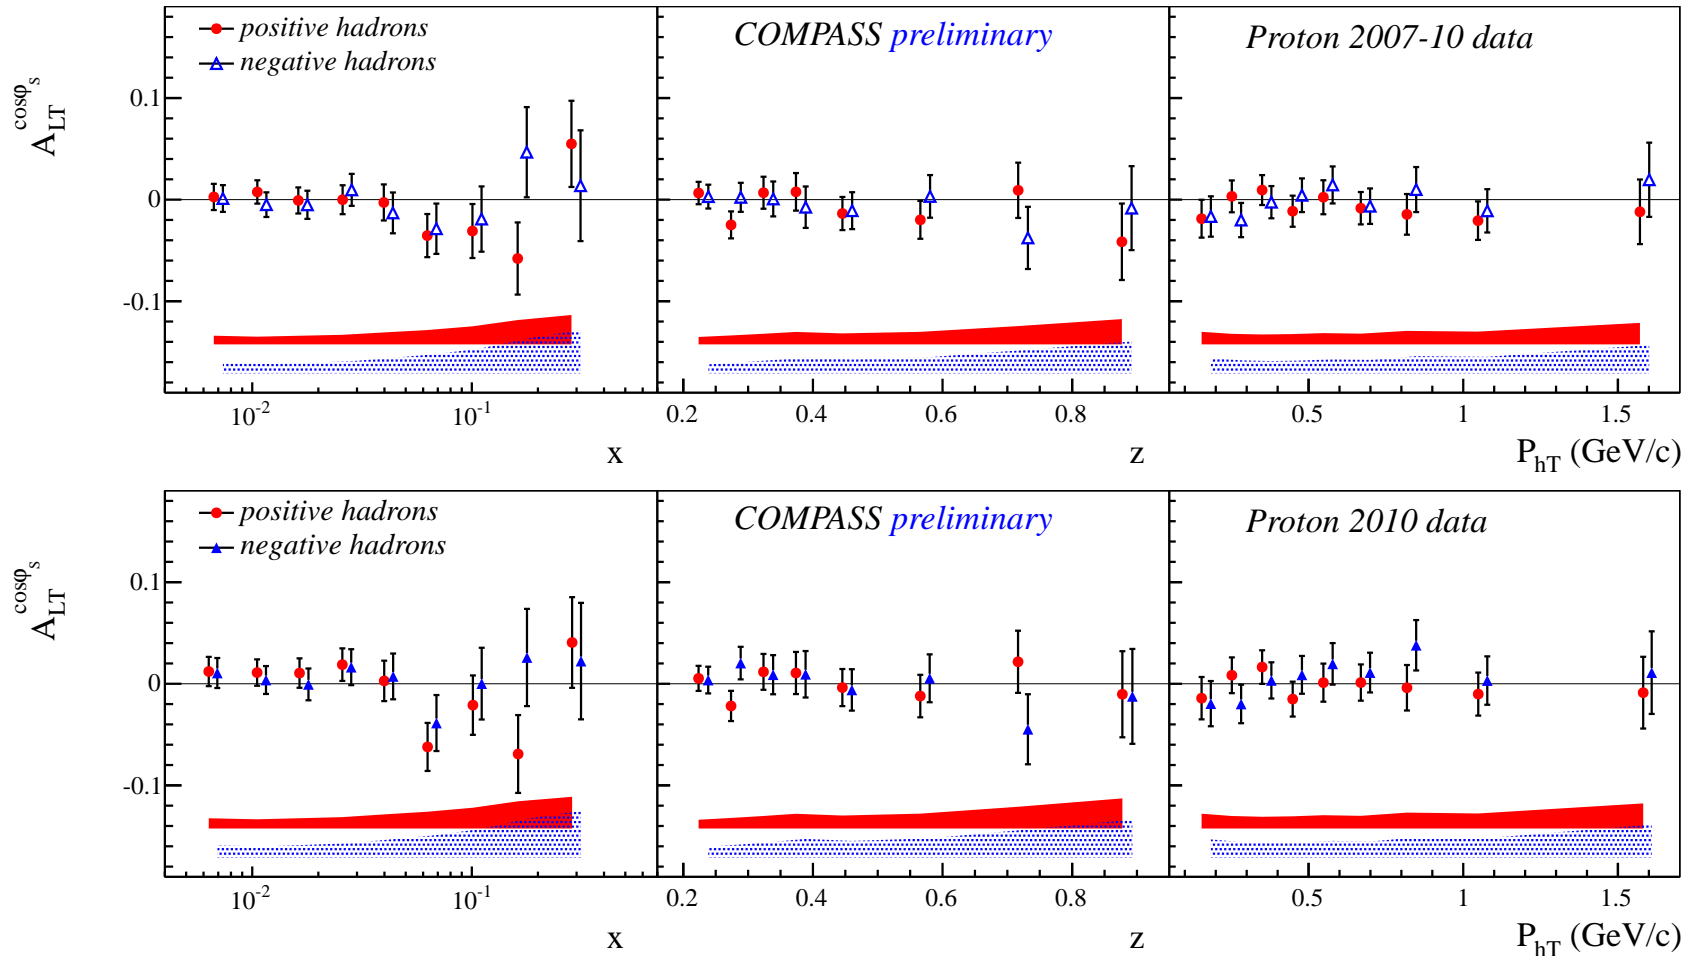 positive hadrons
negative hadrons
COMPASS preliminary
Proton 2007-10 data
A_LT^cosφ_s
0.1
0
-0.1
10^-2
10^-1
0.2
0.4
0.6
0.8
0.5
1
1.5
x
z
P_hT (GeV/c)
positive hadrons
negative hadrons
COMPASS preliminary
Proton 2010 data
A_LT^cosφ_s
0.1
0
-0.1
10^-2
10^-1
0.2
0.4
0.6
0.8
0.5
1
1.5
x
z
P_hT (GeV/c)